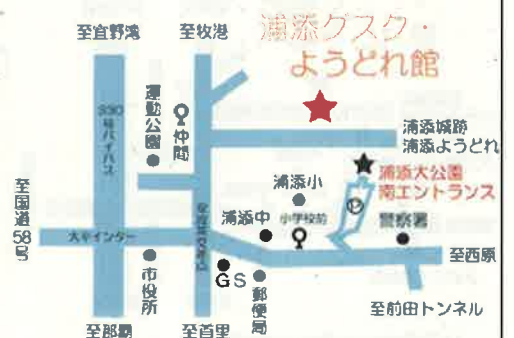 浦添グスク・
ようどれ館
至宜野湾
至牧港
330号バイパス
運動公園
仲間
浦添城跡
浦添ようどれ
浦添大公園
南エントランス
P
浦添小
浦添中
小学校前
警察署
至国道58号
大平インター
至西原
市役所
GS
郵便局
至前田トンネル
至那覇
至首里